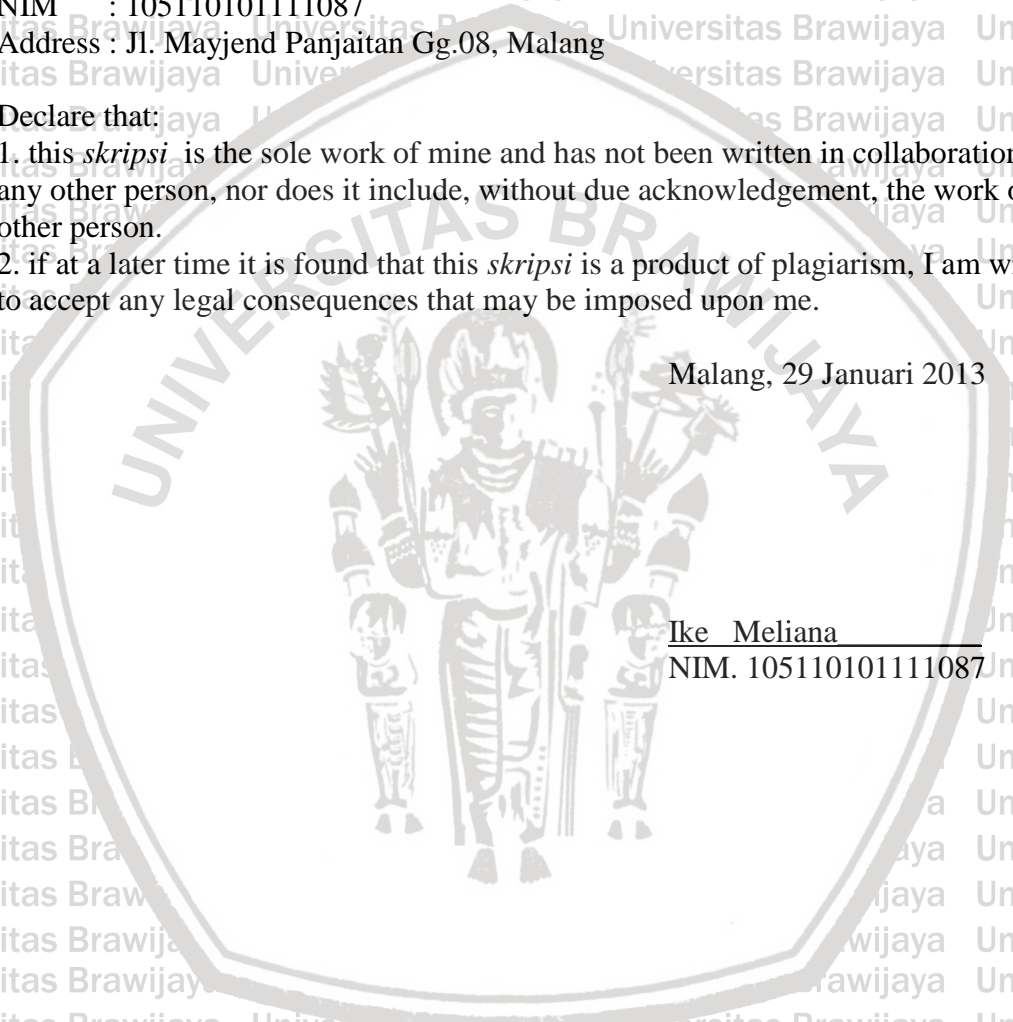 NIM : 105110101111087
Address : Jl. Mayjend Panjaitan Gg.08, Malang
Declare that:
1. this skripsi is the sole work of mine and has not been written in collaboration
any other person, nor does it include, without due acknowledgement, the work
other person.
2. if at a later time it is found that this skripsi is a product of plagiarism, I am
to accept any legal consequences that may be imposed upon me.
UNIVERSITAS BRAWIJAYA
Malang, 29 Januari 2013
Ike Meliana
NIM. 105110101111087